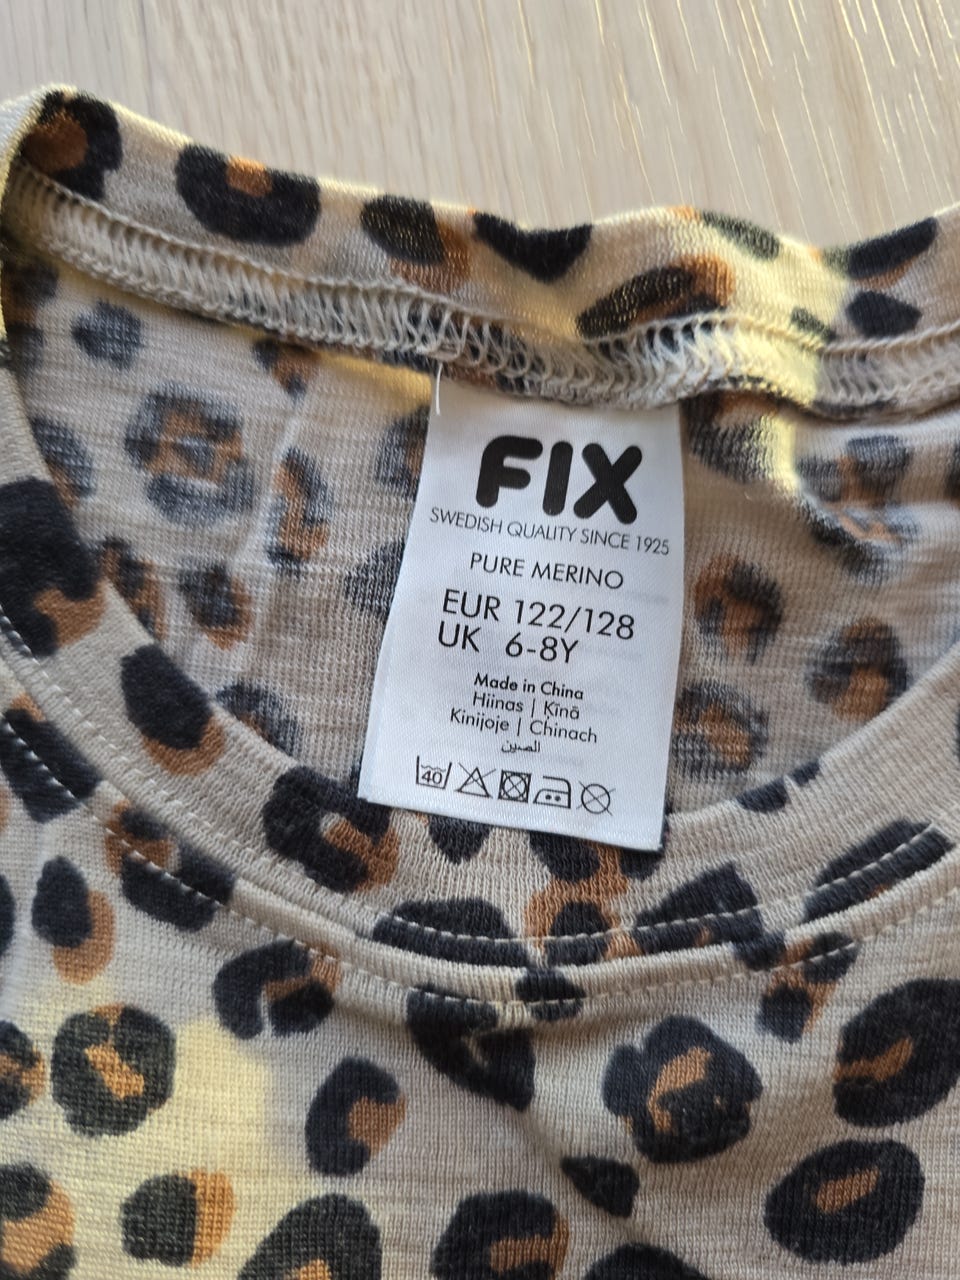 FIX
SWEDISH QUALITY SINCE 1925
PURE MERINO
EUR 122/128
UK 6-8Y
Made in China
Hiinas | Ķīnā
Kinijoje | Chinach
الصين
40